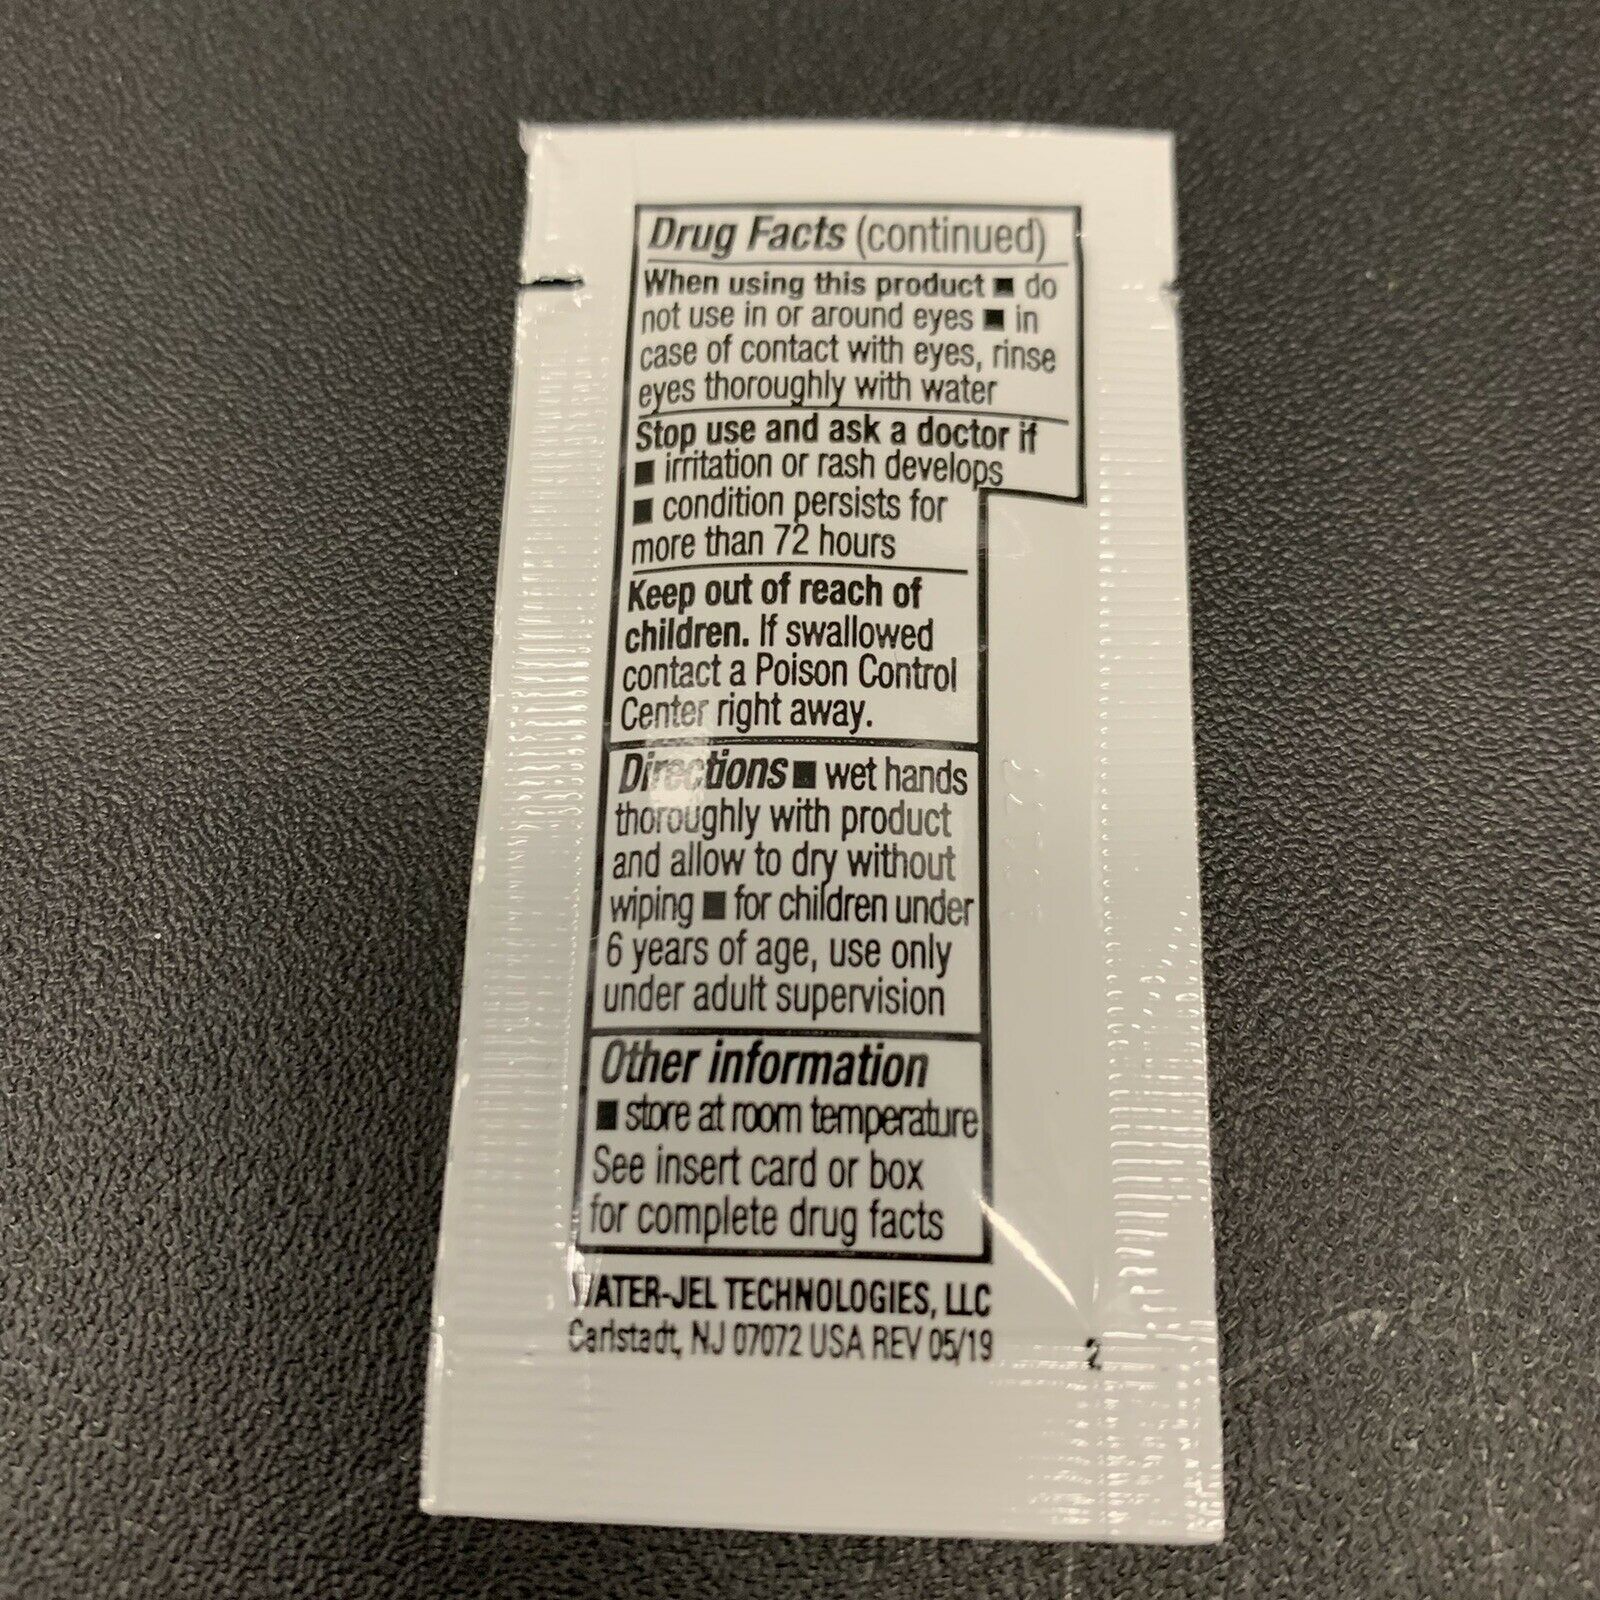 Drug Facts (continued)
When using this product ■ do
not use in or around eyes ■ in
case of contact with eyes, rinse
eyes thoroughly with water
Stop use and ask a doctor if
■ irritation or rash develops
■ condition persists for
more than 72 hours
Keep out of reach of
children. If swallowed
contact a Poison Control
Center right away.
Directions ■ wet hands
thoroughly with product
and allow to dry without
wiping ■ for children under
6 years of age, use only
under adult supervision
Other information
■ store at room temperature
See insert card or box
for complete drug facts
WATER-JEL TECHNOLOGIES, LLC
Carlstadt, NJ 07072 USA REV 05/19
2